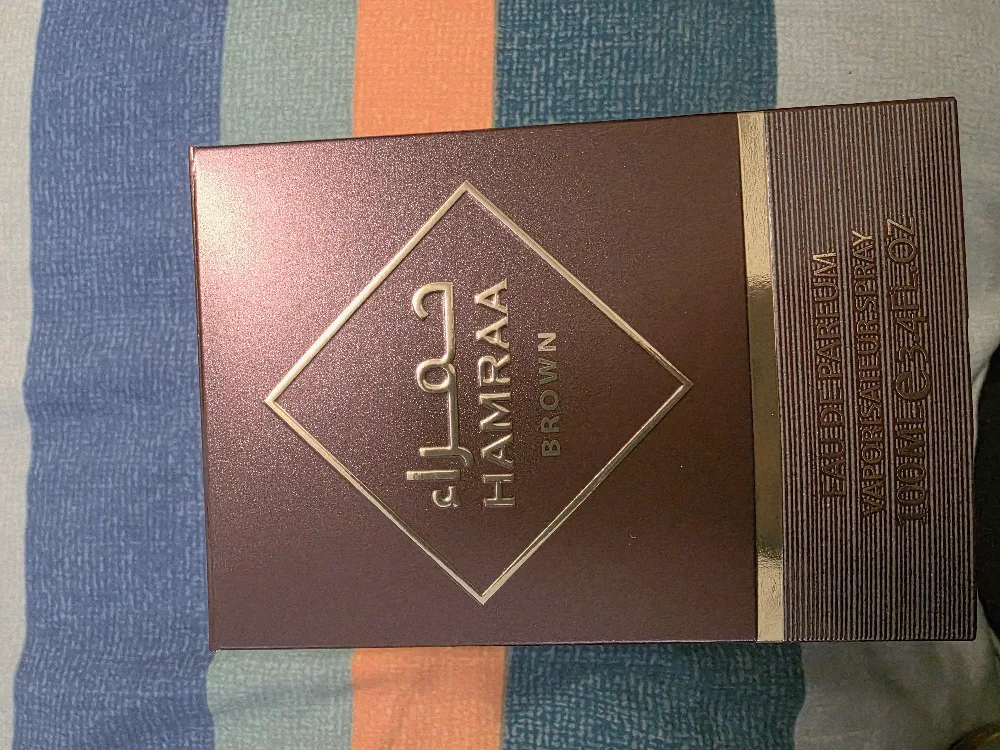 حمراء
HAMRAA
BROWN
EAU DE PARFUM
VAPORISATEUR SPRAY
100ML ℮ 3.4FL.OZ